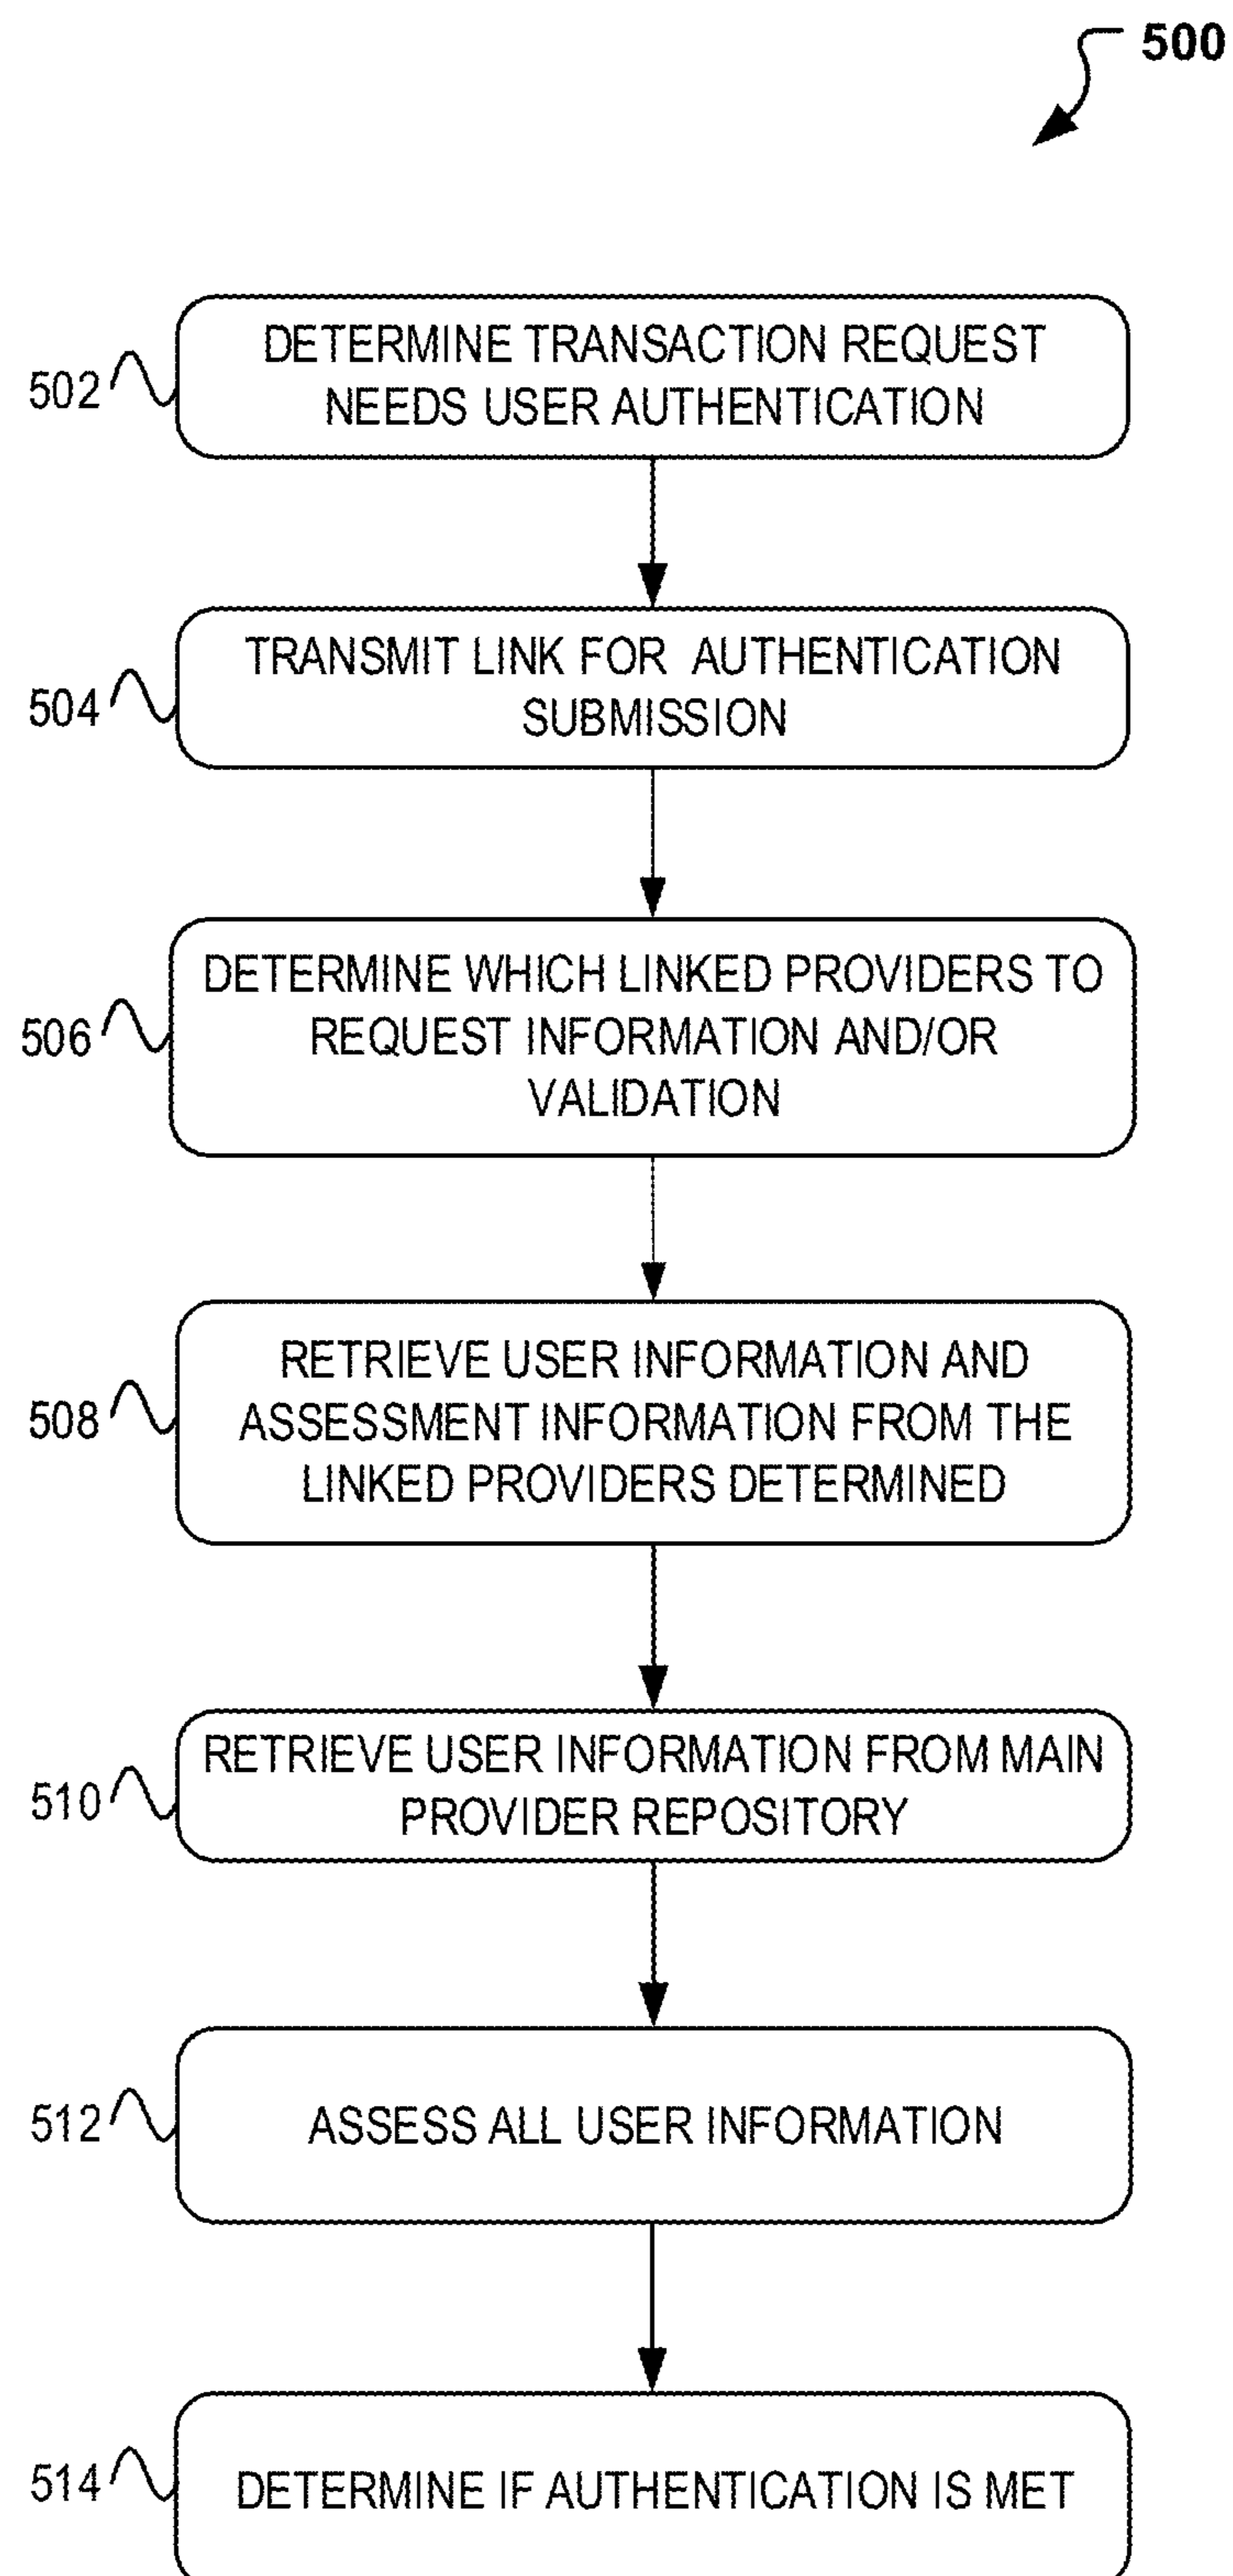 500
502
DETERMINE TRANSACTION REQUEST
NEEDS USER AUTHENTICATION
504
TRANSMIT LINK FOR AUTHENTICATION
SUBMISSION
506
DETERMINE WHICH LINKED PROVIDERS TO
REQUEST INFORMATION AND/OR
VALIDATION
508
RETRIEVE USER INFORMATION AND
ASSESSMENT INFORMATION FROM THE
LINKED PROVIDERS DETERMINED
510
RETRIEVE USER INFORMATION FROM MAIN
PROVIDER REPOSITORY
512
ASSESS ALL USER INFORMATION
514
DETERMINE IF AUTHENTICATION IS MET